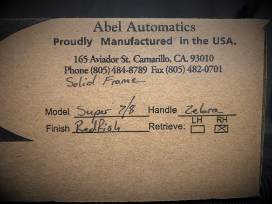 Abel Automatics
Proudly Manufactured in the USA.
165 Aviador St. Camarillo, CA. 93010
Phone (805) 484-8789 Fax (805) 482-0701
Solid Frame
Model Super 7/8 Handle Zebra
LH RH
Finish RedFish Retrieve: ☐ ☒